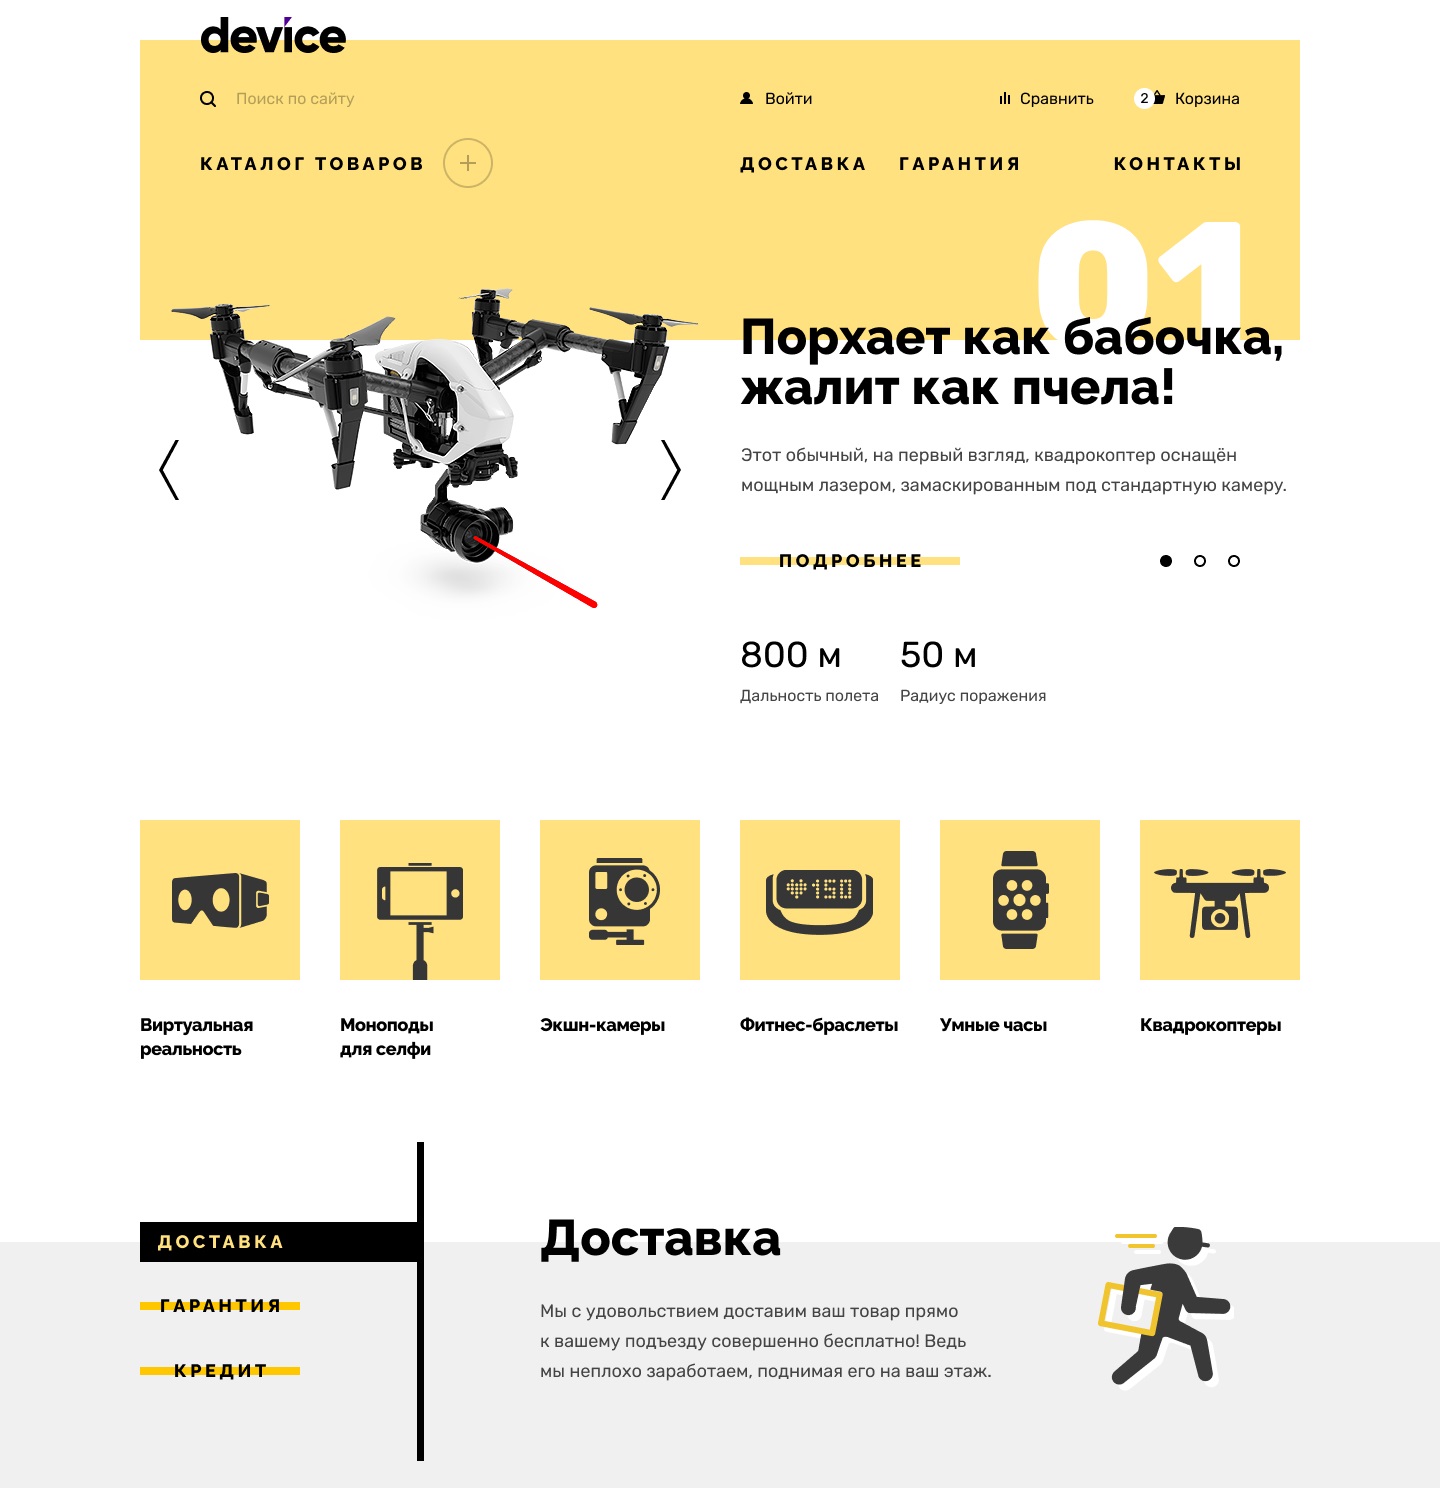 device
Поиск по сайту
Войти
Сравнить
2
Корзина
КАТАЛОГ ТОВАРОВ
ДОСТАВКА
ГАРАНТИЯ
КОНТАКТЫ
01
Порхает как бабочка,
жалит как пчела!
Этот обычный, на первый взгляд, квадрокоптер оснащён
мощным лазером, замаскированным под стандартную камеру.
ПОДРОБНЕЕ
800 м
50 м
Дальность полета
Радиус поражения
150
Виртуальная
реальность
Моноподы
для селфи
Экшн-камеры
Фитнес-браслеты
Умные часы
Квадрокоптеры
ДОСТАВКА
ГАРАНТИЯ
КРЕДИТ
Доставка
Мы с удовольствием доставим ваш товар прямо
к вашему подъезду совершенно бесплатно! Ведь
мы неплохо заработаем, поднимая его на ваш этаж.